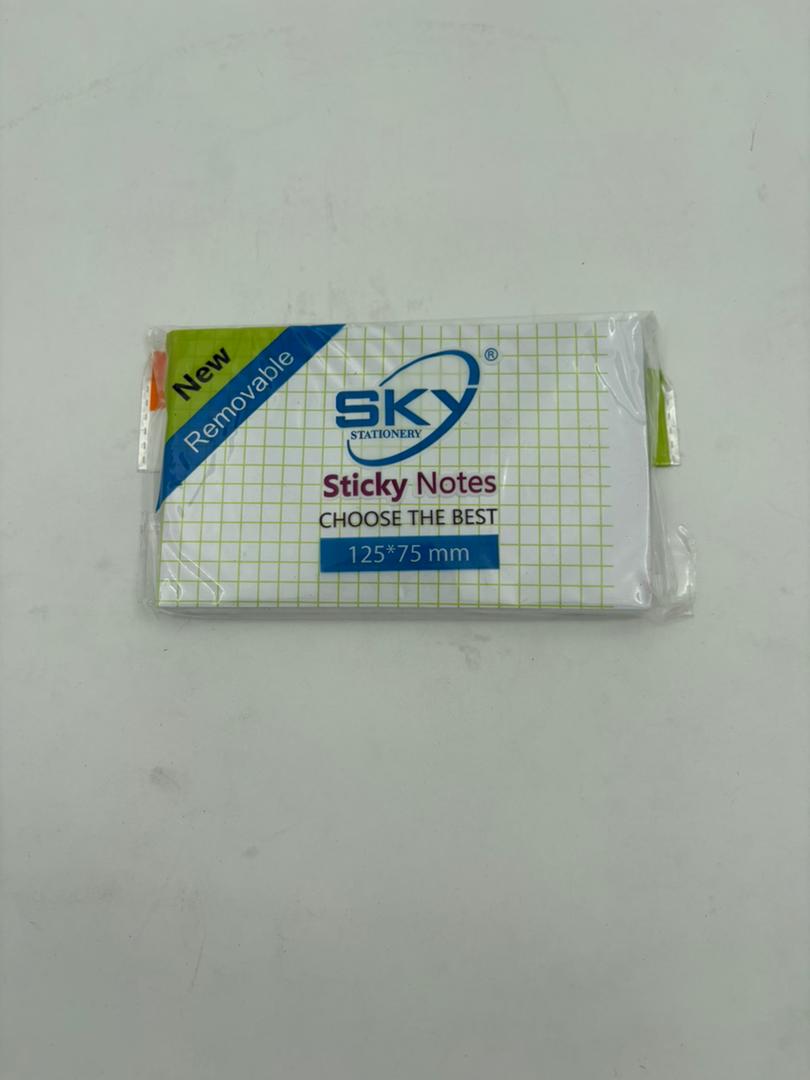 New
Removable
SKY ®
STATIONERY
Sticky Notes
CHOOSE THE BEST
125*75 mm